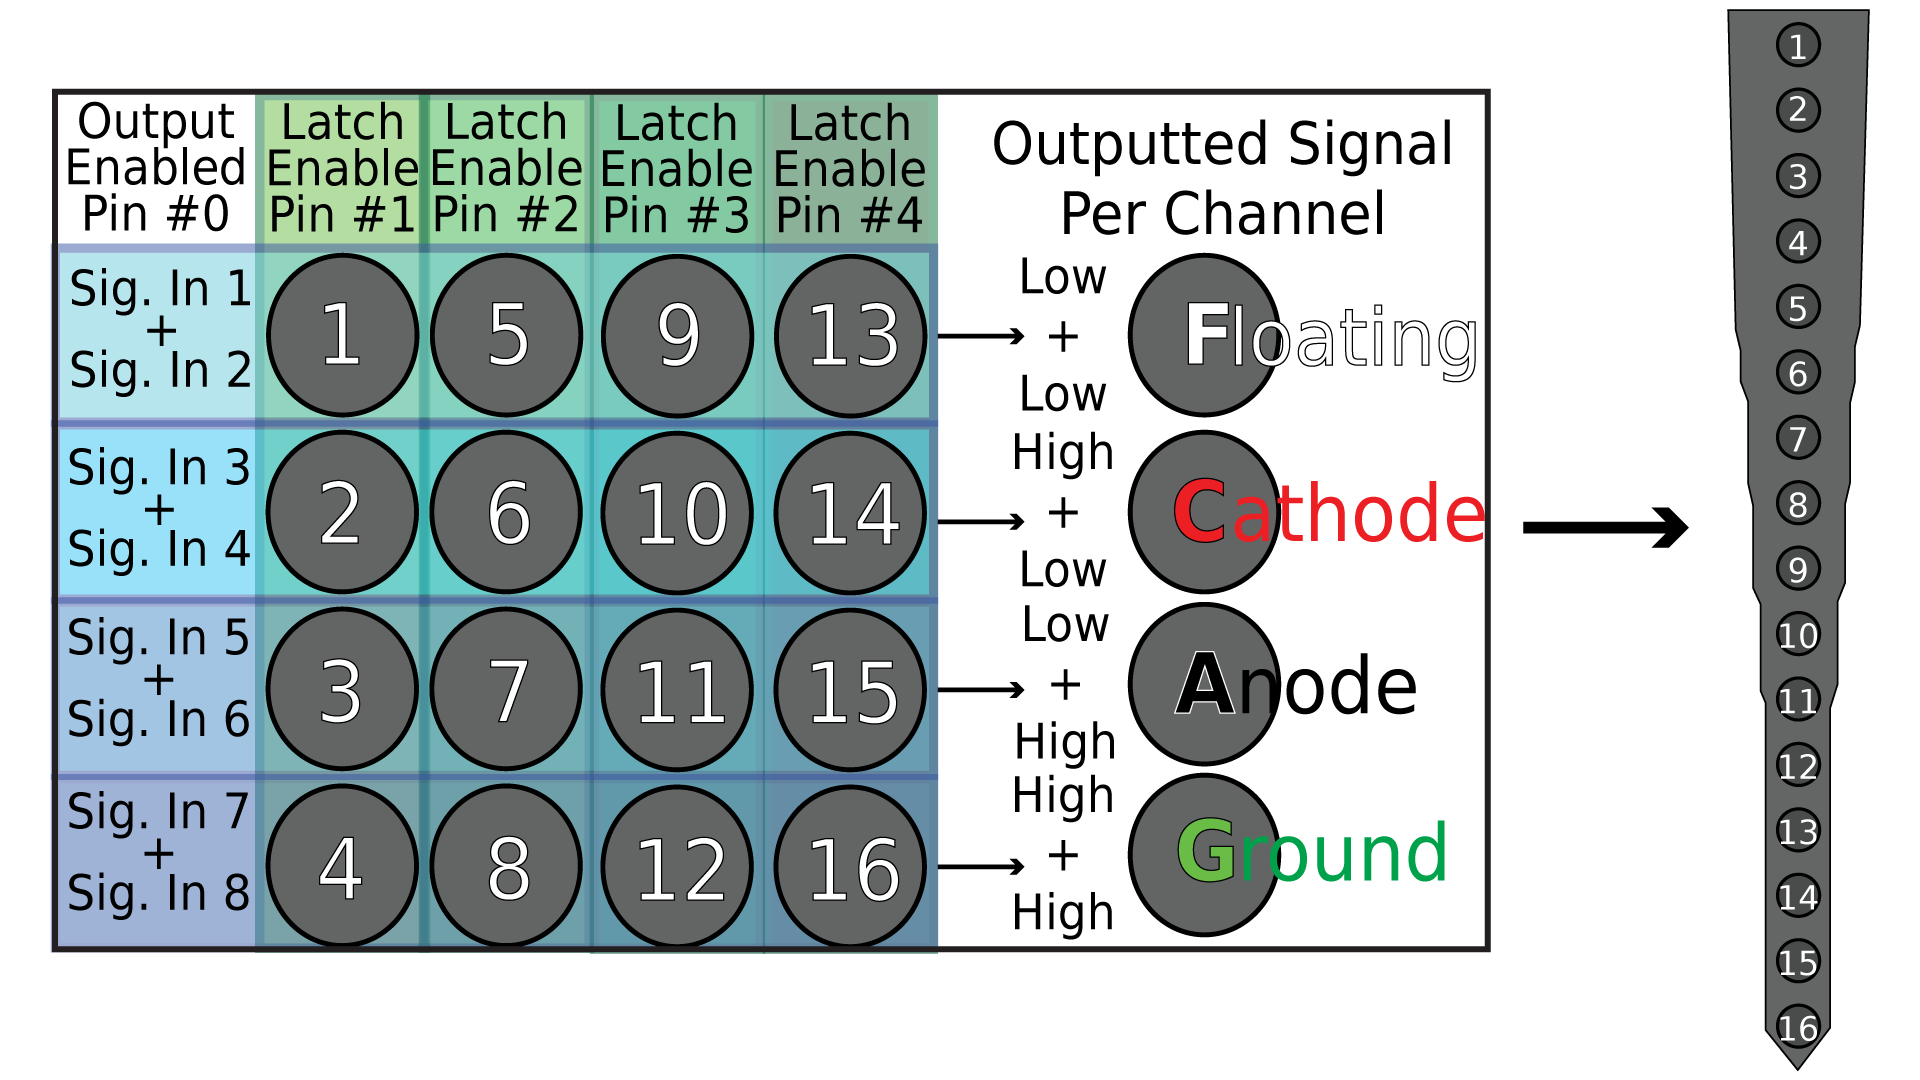 Output
Enabled
Pin #0
Latch
Enable
Pin #1
Latch
Enable
Pin #2
Latch
Enable
Pin #3
Latch
Enable
Pin #4
Outputted Signal
Per Channel
Sig. In 1
+
Sig. In 2
1
5
9
13
Low
+
Low
Floating
Sig. In 3
+
Sig. In 4
2
6
10
14
High
+
Low
Cathode
Sig. In 5
+
Sig. In 6
3
7
11
15
Low
+
High
Anode
Sig. In 7
+
Sig. In 8
4
8
12
16
High
+
High
Ground
1
2
3
4
5
6
7
8
9
10
11
12
13
14
15
16